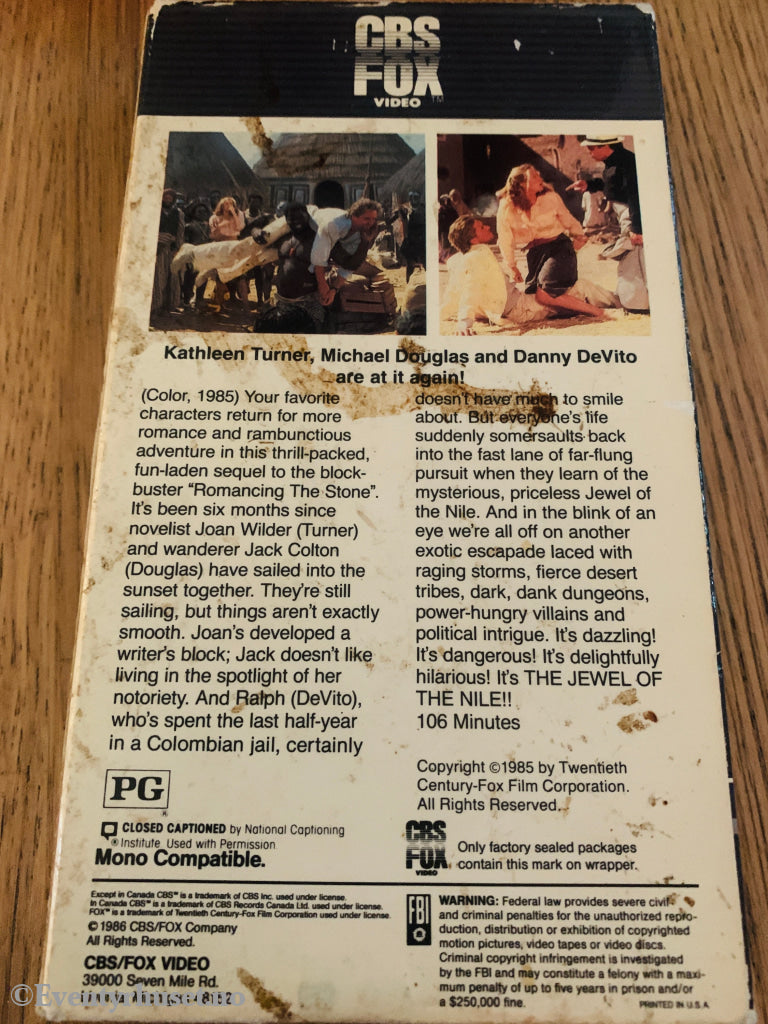 CBS
FOX
VIDEO TM
Kathleen Turner, Michael Douglas and Danny DeVito
are at it again!
(Color, 1985) Your favorite
characters return for more
romance and rambunctious
adventure in this thrill-packed,
fun-laden sequel to the block-
buster “Romancing The Stone”.
It's been six months since
novelist Joan Wilder (Turner)
and wanderer Jack Colton
(Douglas) have sailed into the
sunset together. They're still
sailing, but things aren't exactly
smooth. Joan's developed a
writer's block; Jack doesn't like
living in the spotlight of her
notoriety. And Ralph (DeVito),
who's spent the last half-year
in a Colombian jail, certainly
doesn't have much to smile
about. But everyone's life
suddenly somersaults back
into the fast lane of far-flung
pursuit when they learn of the
mysterious, priceless Jewel of
the Nile. And in the blink of an
eye we're all off on another
exotic escapade laced with
raging storms, fierce desert
tribes, dark, dank dungeons,
power-hungry villains and
political intrigue. It's dazzling!
It's dangerous! It's delightfully
hilarious! It's THE JEWEL OF
THE NILE!!
106 Minutes
PG
®
CLOSED CAPTIONED by National Captioning
® Institute Used with Permission
Mono Compatible.
Copyright ©1985 by Twentieth
Century-Fox Film Corporation.
All Rights Reserved.
CBS
FOX
VIDEO
Only factory sealed packages
contain this mark on wrapper.
Except in Canada CBS™ is a trademark of CBS Inc. used under license.
In Canada CBS™ is a trademark of CBS Records Canada Ltd. used under license.
FOX™ is a trademark of Twentieth Century-Fox Film Corporation used under license.
© 1986 CBS/FOX Company
All Rights Reserved.
CBS/FOX VIDEO
39000 Seven Mile Rd.
FBI
WARNING: Federal law provides severe civil
and criminal penalties for the unauthorized repro-
duction, distribution or exhibition of copyrighted
motion pictures, video tapes or video discs.
Criminal copyright infringement is investigated
by the FBI and may constitute a felony with a maxi-
mum penalty of up to five years in prison and/or
a $250,000 fine.
PRINTED IN U.S.A.